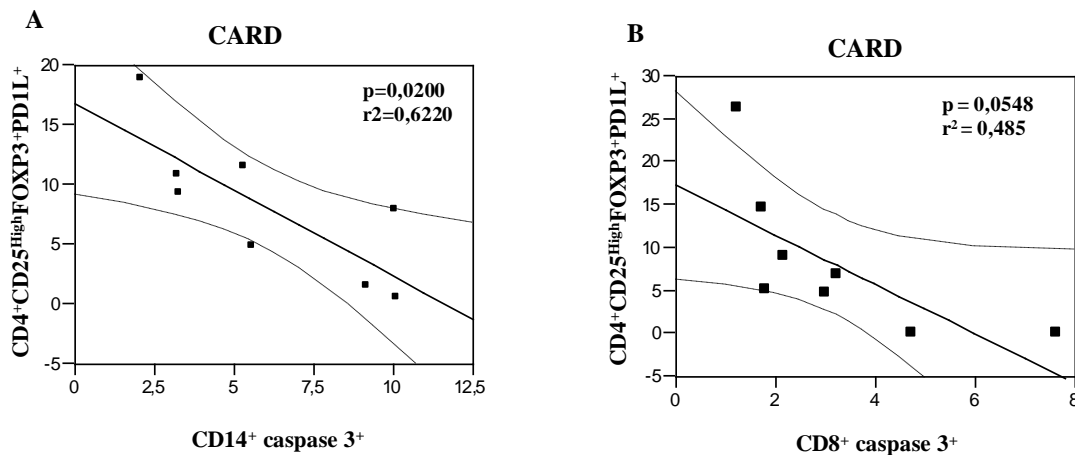 A
CARD
p=0,0200
r2=0,6220
CD4⁺CD25ᴴⁱᵍʰFOXP3⁺PD1L⁺
20
15
10
5
0
-5
0 2,5 5 7,5 10 12,5
CD14⁺ caspase 3⁺
B
CARD
p = 0,0548
r² = 0,485
CD4⁺CD25ᴴⁱᵍʰFOXP3⁺PD1L⁺
30
25
20
15
10
5
0
-5
0 2 4 6 8
CD8⁺ caspase 3⁺